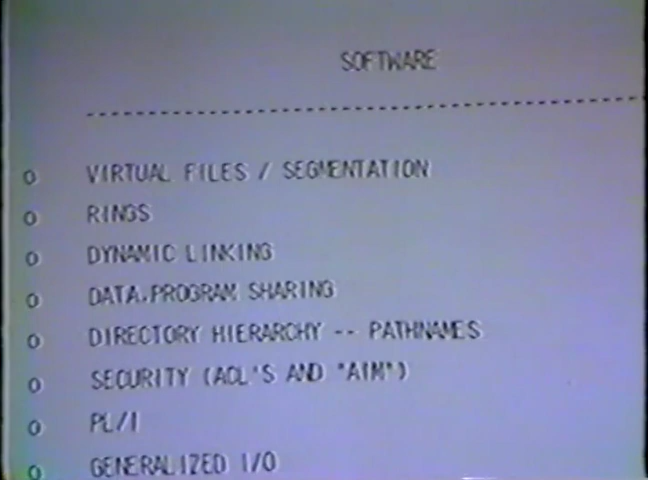 SOFTWARE
o VIRTUAL FILES / SEGMENTATION
o RINGS
o DYNAMIC LINKING
o DATA,PROGRAM SHARING
o DIRECTORY HIERARCHY -- PATHNAMES
o SECURITY (ACL'S AND "AIM")
o PL/I
o GENERALIZED I/O